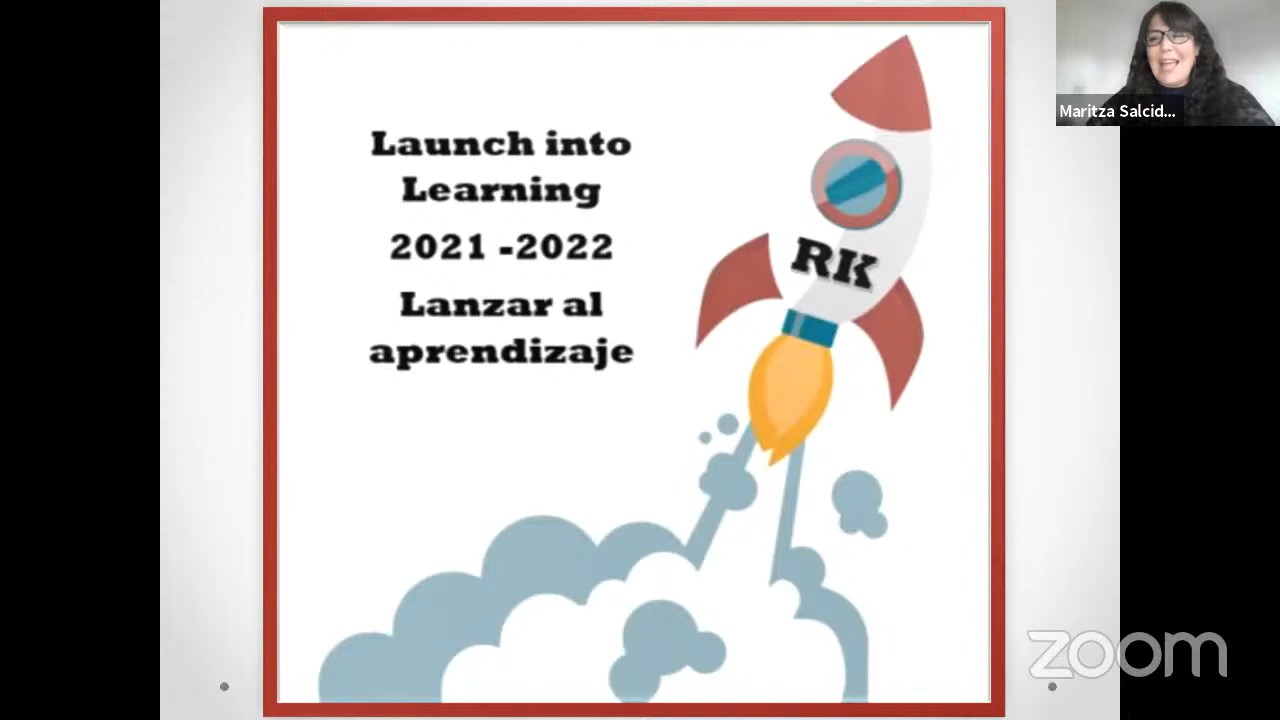 Launch into
Learning
2021 -2022
Lanzar al
aprendizaje
RK
Maritza Salcid...
zoom